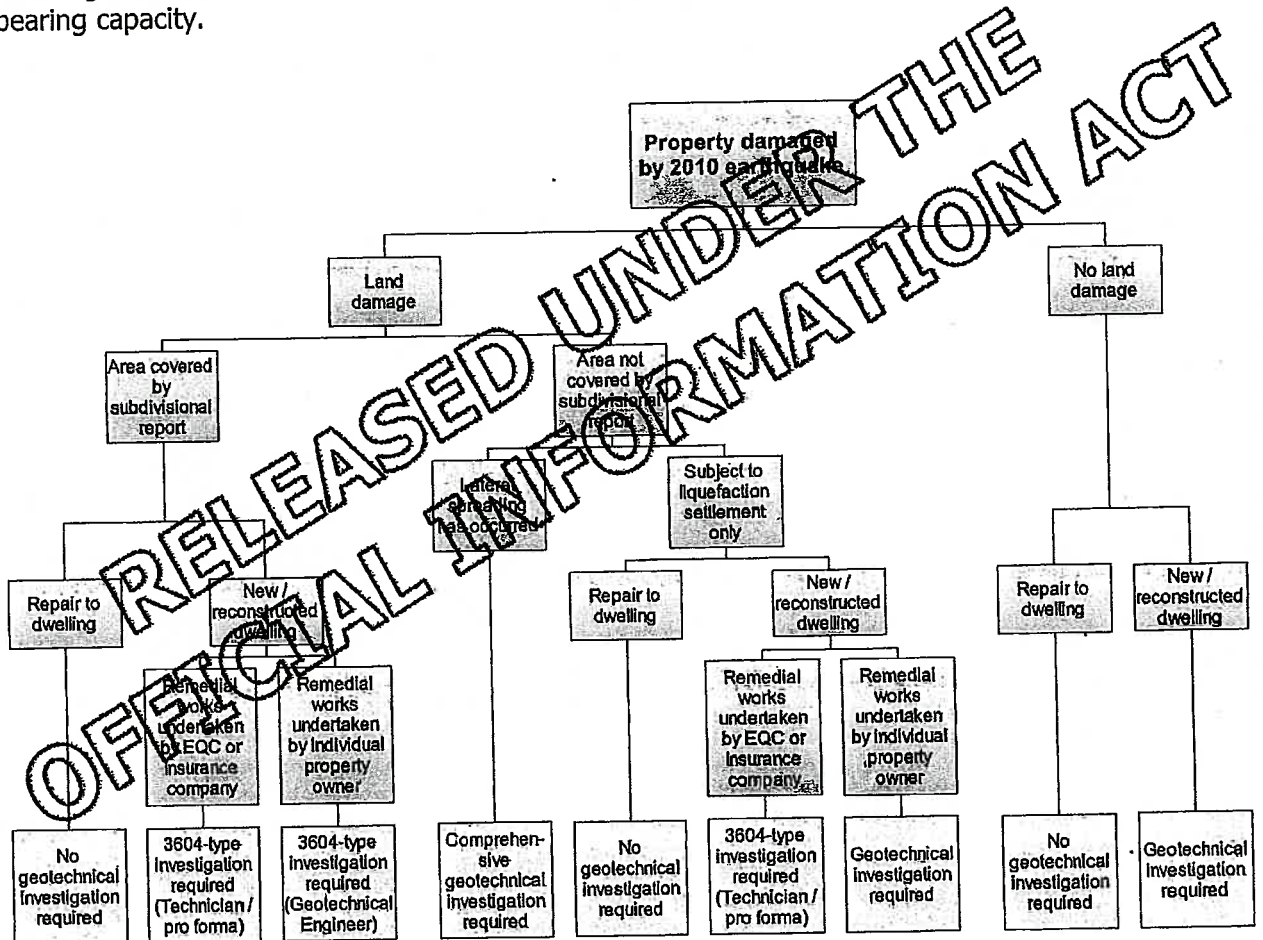 bearing capacity.
RELEASED UNDER THE
OFFICIAL INFORMATION ACT
Property damaged
by 2010 earthquake
Land
damage
No land
damage
Area covered
by
subdivisional
report
Area not
covered by
subdivisional
report
Lateral
spreading
has occurred
Subject to
liquefaction
settlement
only
Repair to
dwelling
New /
reconstructed
dwelling
Repair to
dwelling
New /
reconstructed
dwelling
Repair to
dwelling
New /
reconstructed
dwelling
Remedial
works
undertaken
by EQC or
insurance
company
Remedial
works
undertaken
by individual
property
owner
Remedial
works
undertaken
by EQC or
insurance
company
Remedial
works
undertaken
by individual
property
owner
No
geotechnical
investigation
required
3604-type
investigation
required
(Technician /
pro forma)
3604-type
investigation
required
(Geotechnical
Engineer)
Comprehen-
sive
geotechnical
investigation
required
No
geotechnical
investigation
required
3604-type
investigation
required
(Technician /
pro forma)
Geotechnical
investigation
required
No
geotechnical
investigation
required
Geotechnical
investigation
required